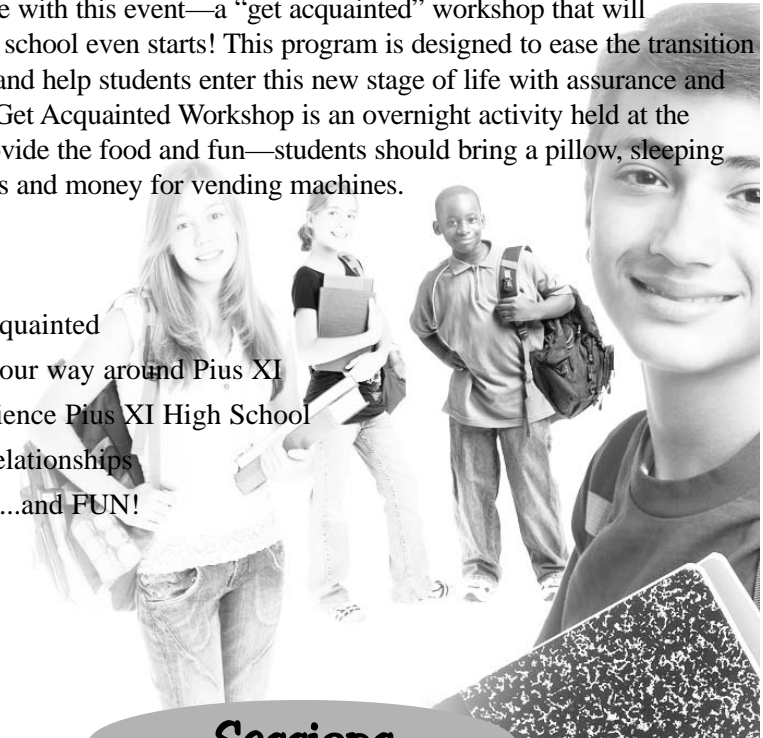 e with this event—a “get acquainted” workshop that will
school even starts! This program is designed to ease the transition
and help students enter this new stage of life with assurance and
Get Acquainted Workshop is an overnight activity held at the
vide the food and fun—students should bring a pillow, sleeping
s and money for vending machines.
quainted
our way around Pius XI
ience Pius XI High School
elationships
...and FUN!
Sessions